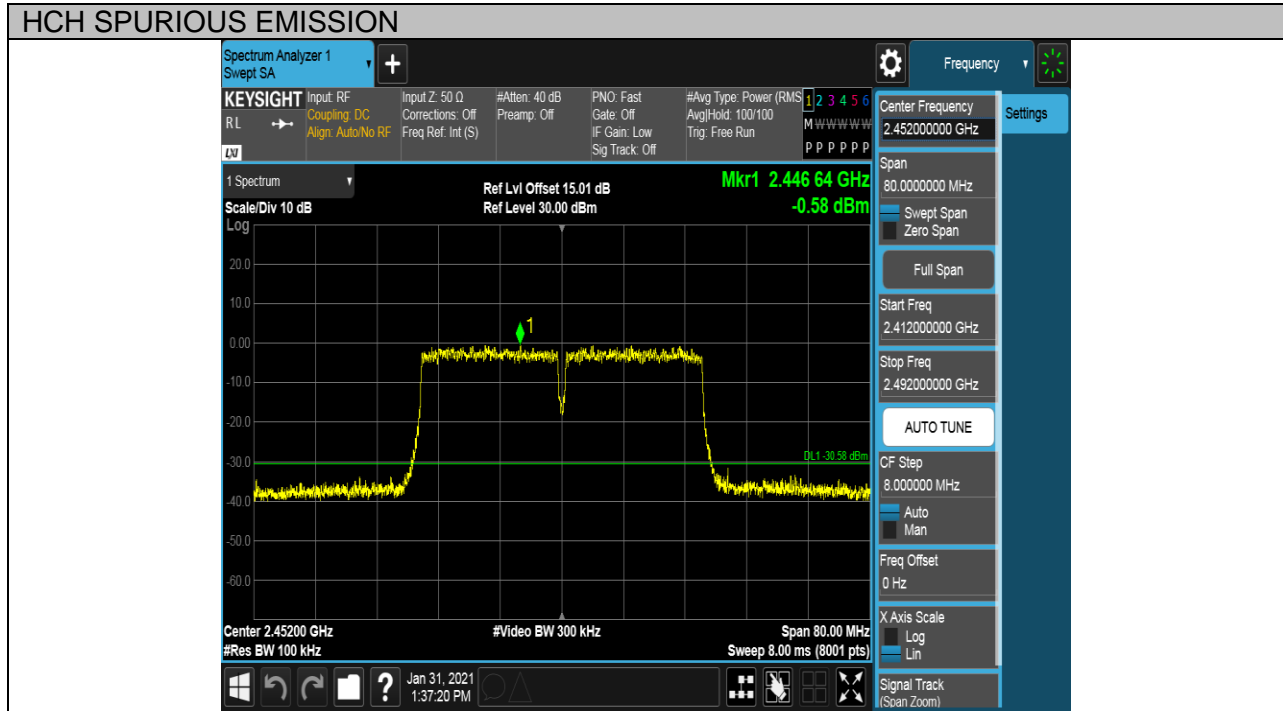 HCH SPURIOUS EMISSION
Spectrum Analyzer 1
Swept SA
+
Frequency
KEYSIGHT
RL
LXI
Input: RF
Coupling: DC
Align: Auto/No RF
Input Z: 50 Ω
Corrections: Off
Freq Ref: Int (S)
#Atten: 40 dB
Preamp: Off
PNO: Fast
Gate: Off
IF Gain: Low
Sig Track: Off
#Avg Type: Power (RMS
Avg|Hold: 100/100
Trig: Free Run
1 2 3 4 5 6
M W W W W W
P P P P P P
1 Spectrum
Scale/Div 10 dB
Ref Lvl Offset 15.01 dB
Ref Level 30.00 dBm
Mkr1 2.446 64 GHz
-0.58 dBm
Log
20.0
10.0
0.00
-10.0
-20.0
-30.0
-40.0
-50.0
-60.0
1
DL1 -30.58 dBm
Center 2.45200 GHz
#Res BW 100 kHz
#Video BW 300 kHz
Span 80.00 MHz
Sweep 8.00 ms (8001 pts)
?
Jan 31, 2021
1:37:20 PM
Center Frequency
2.452000000 GHz
Span
80.0000000 MHz
Swept Span
Zero Span
Full Span
Start Freq
2.412000000 GHz
Stop Freq
2.492000000 GHz
AUTO TUNE
CF Step
8.000000 MHz
Auto
Man
Freq Offset
0 Hz
X Axis Scale
Log
Lin
Signal Track
(Span Zoom)
Settings